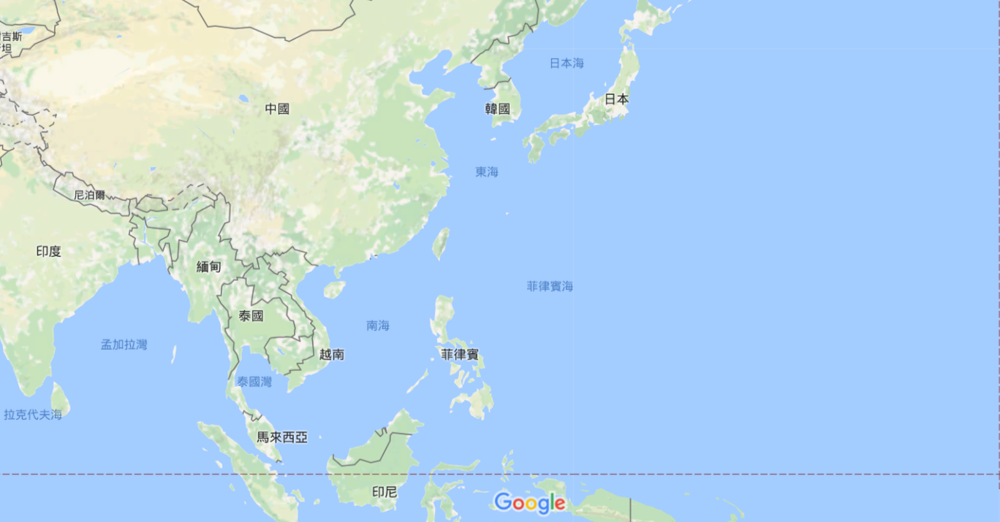 吉斯
坦
日本海
日本
中國
韓國
東海
尼泊爾
印度
緬甸
菲律賓海
泰國
南海
孟加拉灣
越南
菲律賓
泰國灣
拉克代夫海
馬來西亞
印尼
Google